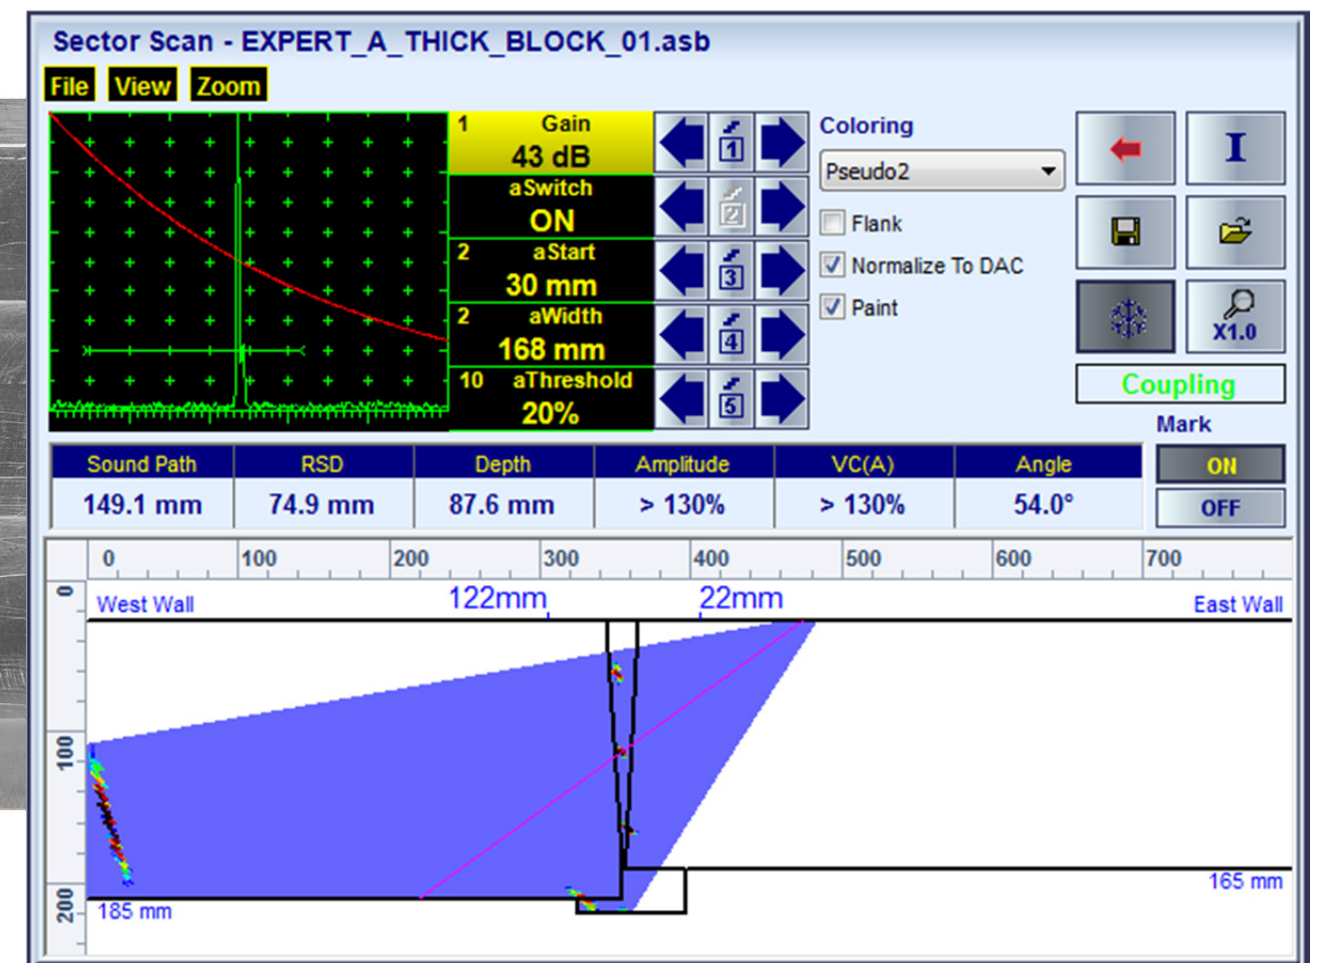 Sector Scan - EXPERT_A_THICK_BLOCK_01.asb
File View Zoom
1 Gain
43 dB
aSwitch
ON
2 aStart
30 mm
2 aWidth
168 mm
10 aThreshold
20%
1
2
3
4
5
Coloring
Pseudo2
Flank
Normalize To DAC
Paint
I
X1.0
Coupling
Mark
ON
OFF
Sound Path RSD Depth Amplitude VC(A) Angle
149.1 mm 74.9 mm 87.6 mm > 130% > 130% 54.0°
0 100 200 300 400 500 600 700
0
100
200
West Wall 122mm 22mm East Wall
165 mm
185 mm